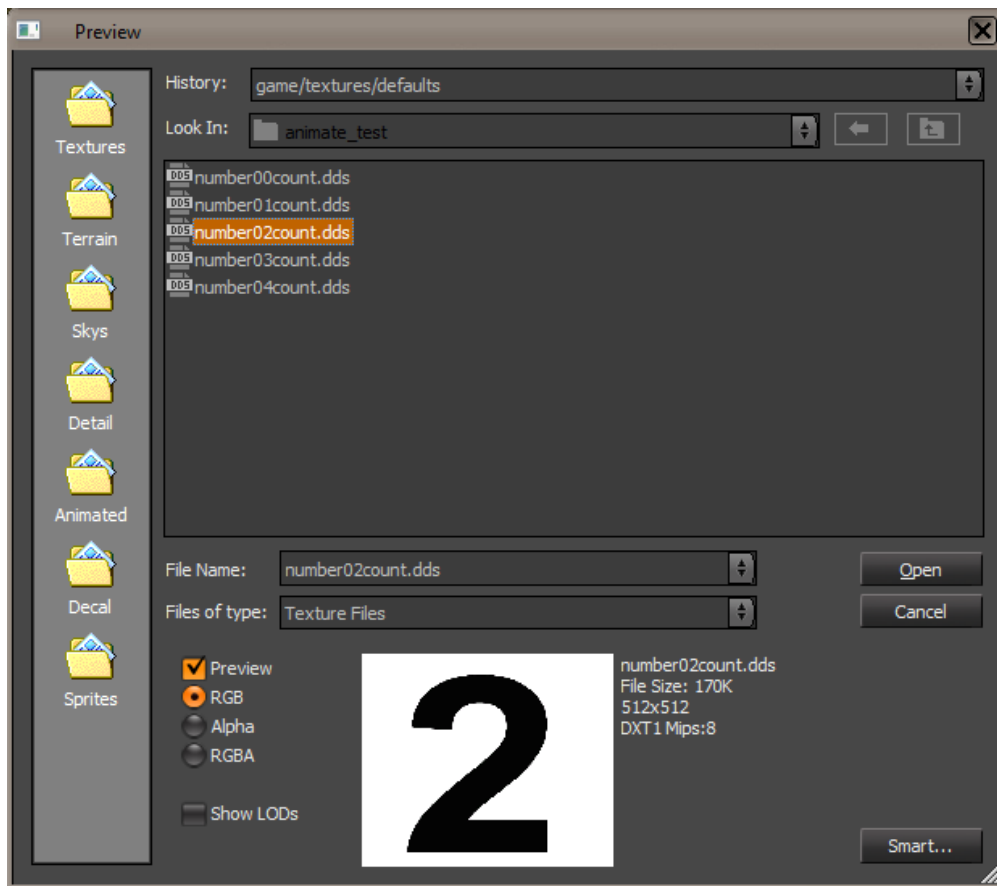 Preview
Textures
Terrain
Skys
Detail
Animated
Decal
Sprites
History: game/textures/defaults
Look In: animate_test
DDS number00count.dds
DDS number01count.dds
DDS number02count.dds
DDS number03count.dds
DDS number04count.dds
File Name: number02count.dds Open
Files of type: Texture Files Cancel
Preview
RGB
Alpha
RGBA
Show LODs
2
number02count.dds
File Size: 170K
512x512
DXT1 Mips:8
Smart...